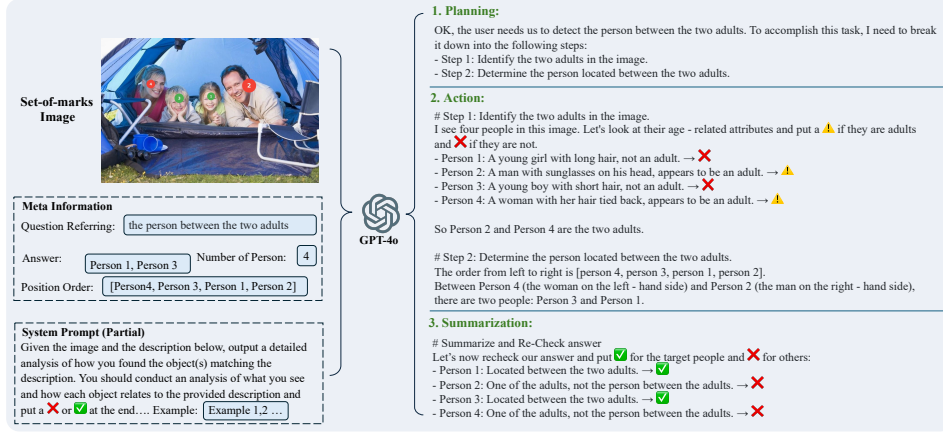 Set-of-marks
Image
Meta Information
Question Referring: the person between the two adults
Answer: Person 1, Person 3 Number of Person: 4
Position Order: [Person4, Person 3, Person 1, Person 2]
System Prompt (Partial)
Given the image and the description below, output a detailed
analysis of how you found the object(s) matching the
description. You should conduct an analysis of what you see
and how each object relates to the provided description and
put a ❌ or ✅ at the end…. Example: Example 1,2 …
GPT-4o
1. Planning:
OK, the user needs us to detect the person between the two adults. To accomplish this task, I need to break
it down into the following steps:
- Step 1: Identify the two adults in the image.
- Step 2: Determine the person located between the two adults.
2. Action:
# Step 1: Identify the two adults in the image.
I see four people in this image. Let's look at their age - related attributes and put a ⚠️ if they are adults
and ❌ if they are not.
- Person 1: A young girl with long hair, not an adult. → ❌
- Person 2: A man with sunglasses on his head, appears to be an adult. → ⚠️
- Person 3: A young boy with short hair, not an adult. → ❌
- Person 4: A woman with her hair tied back, appears to be an adult. → ⚠️
So Person 2 and Person 4 are the two adults.
# Step 2: Determine the person located between the two adults.
The order from left to right is [person 4, person 3, person 1, person 2].
Between Person 4 (the woman on the left - hand side) and Person 2 (the man on the right - hand side),
there are two people: Person 3 and Person 1.
3. Summarization:
# Summarize and Re-Check answer
Let’s now recheck our answer and put ✅ for the target people and ❌ for others:
- Person 1: Located between the two adults. → ✅
- Person 2: One of the adults, not the person between the adults. → ❌
- Person 3: Located between the two adults. → ✅
- Person 4: One of the adults, not the person between the adults. → ❌